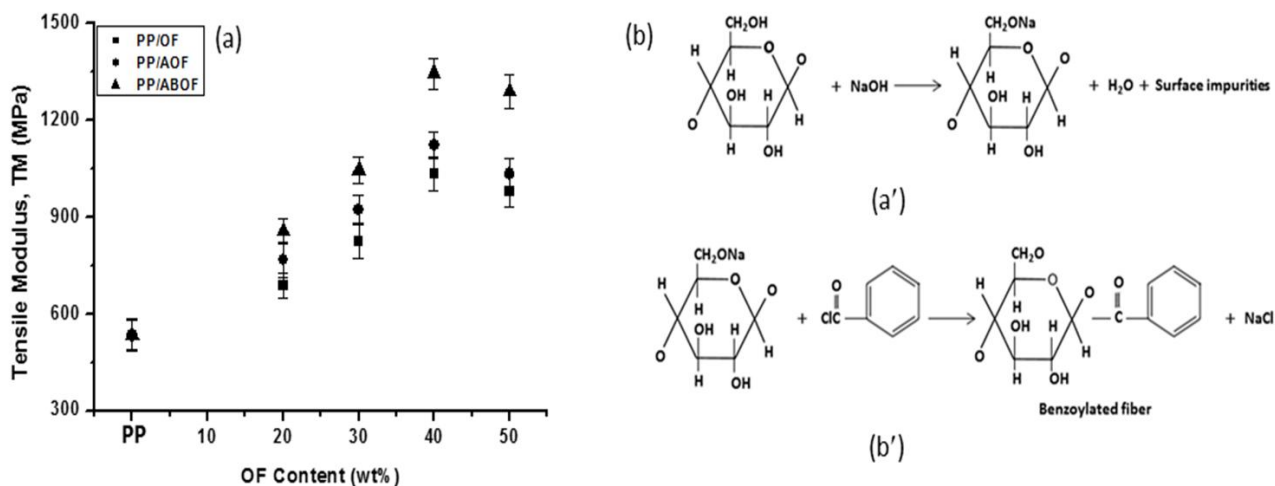 (a)
PP/OF
PP/AOF
PP/ABOF
Tensile Modulus, TM (MPa)
1500
1200
900
600
300
PP 10 20 30 40 50
OF Content (wt%)
(b)
CH₂OH
H
O
O
H
OH
H
H
O
H
OH
+ NaOH
CH₂ONa
H
O
O
H
OH
H
H
O
H
OH
+ H₂O + Surface impurities
(a′)
CH₂ONa
H
O
O
H
OH
H
H
O
H
OH
+
O
ClC
CH₂O
H
O
O
H
OH
H
H
O
H
OH
O
C
+ NaCl
Benzoylated fiber
(b′)